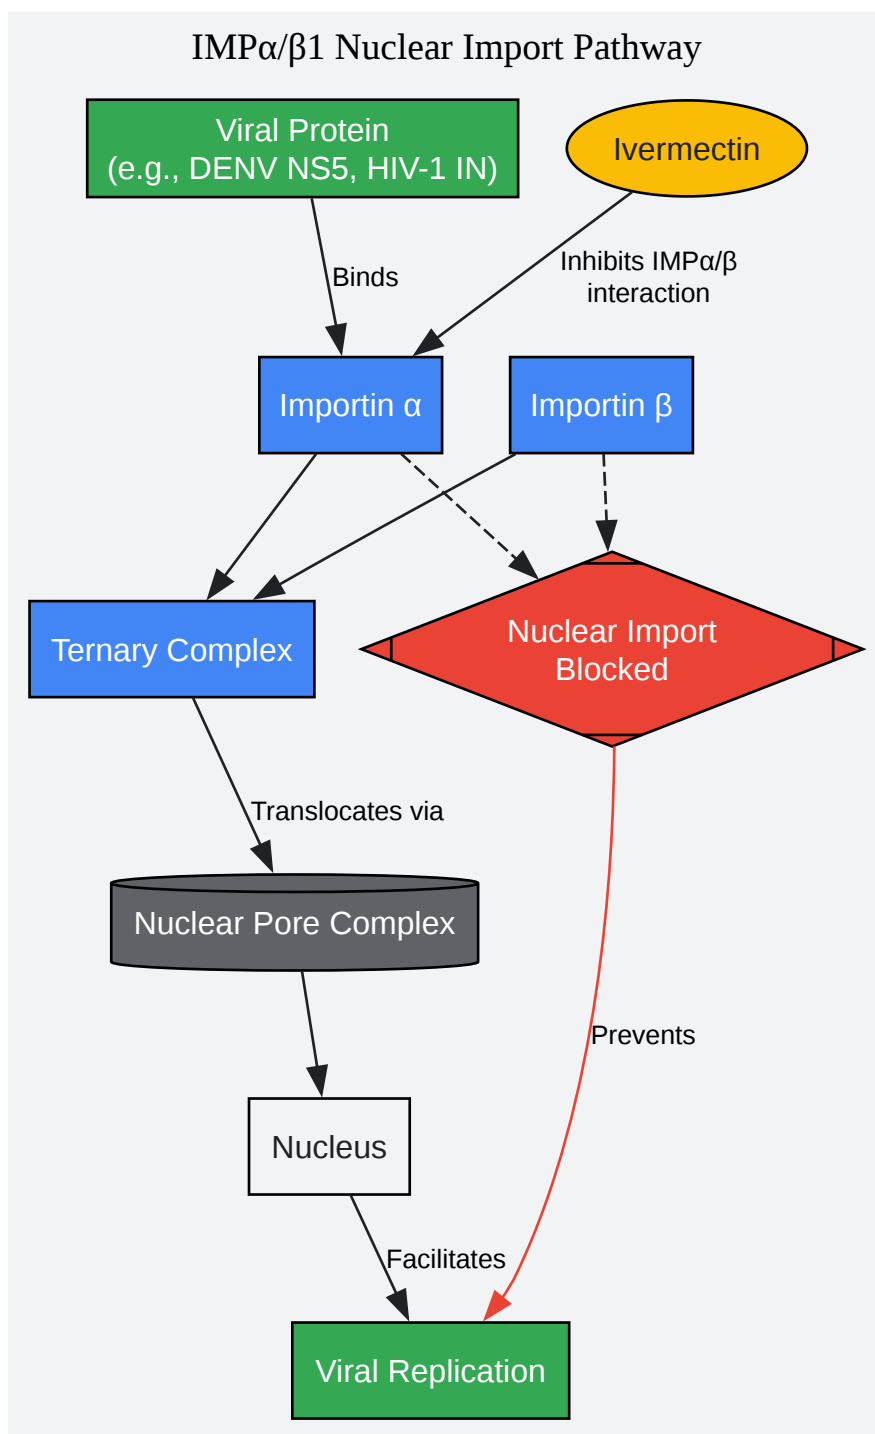 IMPα/β1 Nuclear Import Pathway
Viral Protein
(e.g., DENV NS5, HIV-1 IN)
Ivermectin
Binds
Inhibits IMPα/β
interaction
Importin α
Importin β
Ternary Complex
Nuclear Import
Blocked
Translocates via
Nuclear Pore Complex
Prevents
Nucleus
Facilitates
Viral Replication